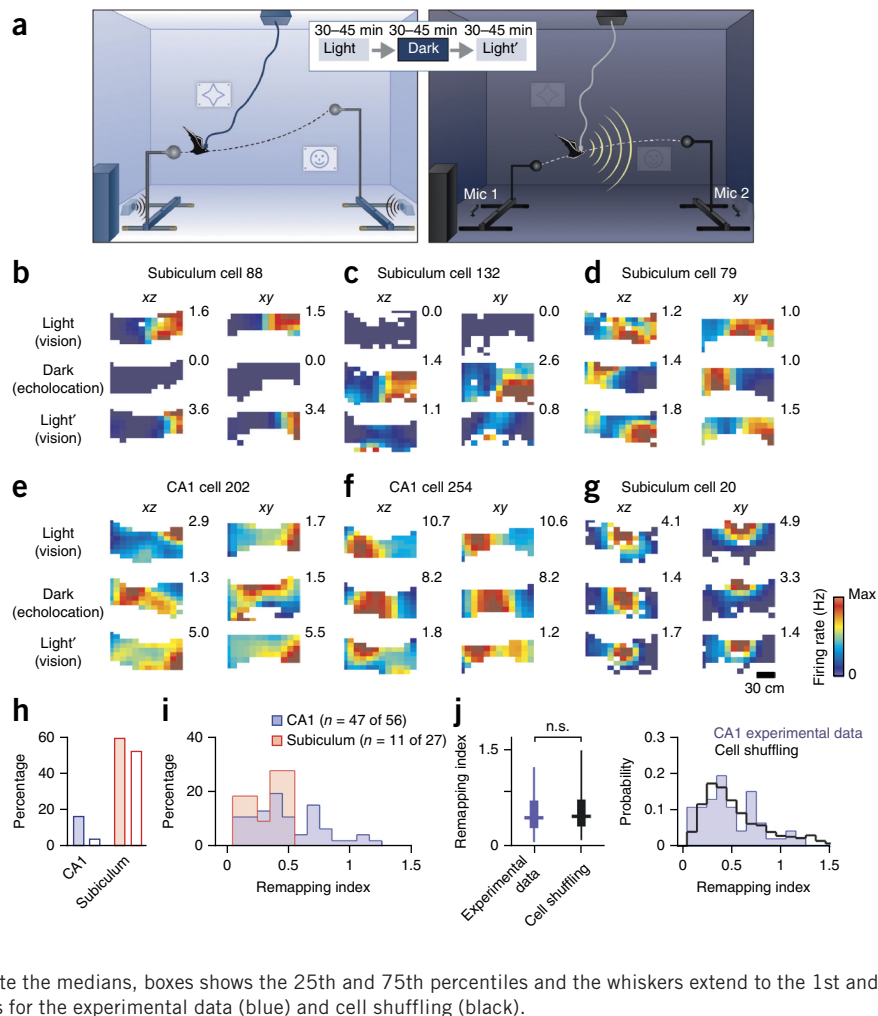 a
30–45 min 30–45 min 30–45 min
Light Dark Light′
Mic 1 Mic 2
b Subiculum cell 88
xz xy
Light (vision) 1.6 1.5
Dark (echolocation) 0.0 0.0
Light′ (vision) 3.6 3.4
c Subiculum cell 132
xz xy
0.0 0.0
1.4 2.6
1.1 0.8
d Subiculum cell 79
xz xy
1.2 1.0
1.4 1.0
1.8 1.5
e CA1 cell 202
xz xy
Light (vision) 2.9 1.7
Dark (echolocation) 1.3 1.5
Light′ (vision) 5.0 5.5
f CA1 cell 254
xz xy
10.7 10.6
8.2 8.2
1.8 1.2
g Subiculum cell 20
xz xy
4.1 4.9
1.4 3.3
1.7 1.4
30 cm
Firing rate (Hz)
Max
0
h
Percentage
60
40
20
0
CA1
Subiculum
i
CA1 (n = 47 of 56)
Subiculum (n = 11 of 27)
Percentage
40
20
0
0 0.5 1 1.5
Remapping index
j
n.s.
Remapping index
1.5
0
Experimental data
Cell shuffling
CA1 experimental data
Cell shuffling
Probability
0.3
0.2
0.1
0
0 0.5 1.0 1.5
Remapping index
te the medians, boxes shows the 25th and 75th percentiles and the whiskers extend to the 1st and
s for the experimental data (blue) and cell shuffling (black).